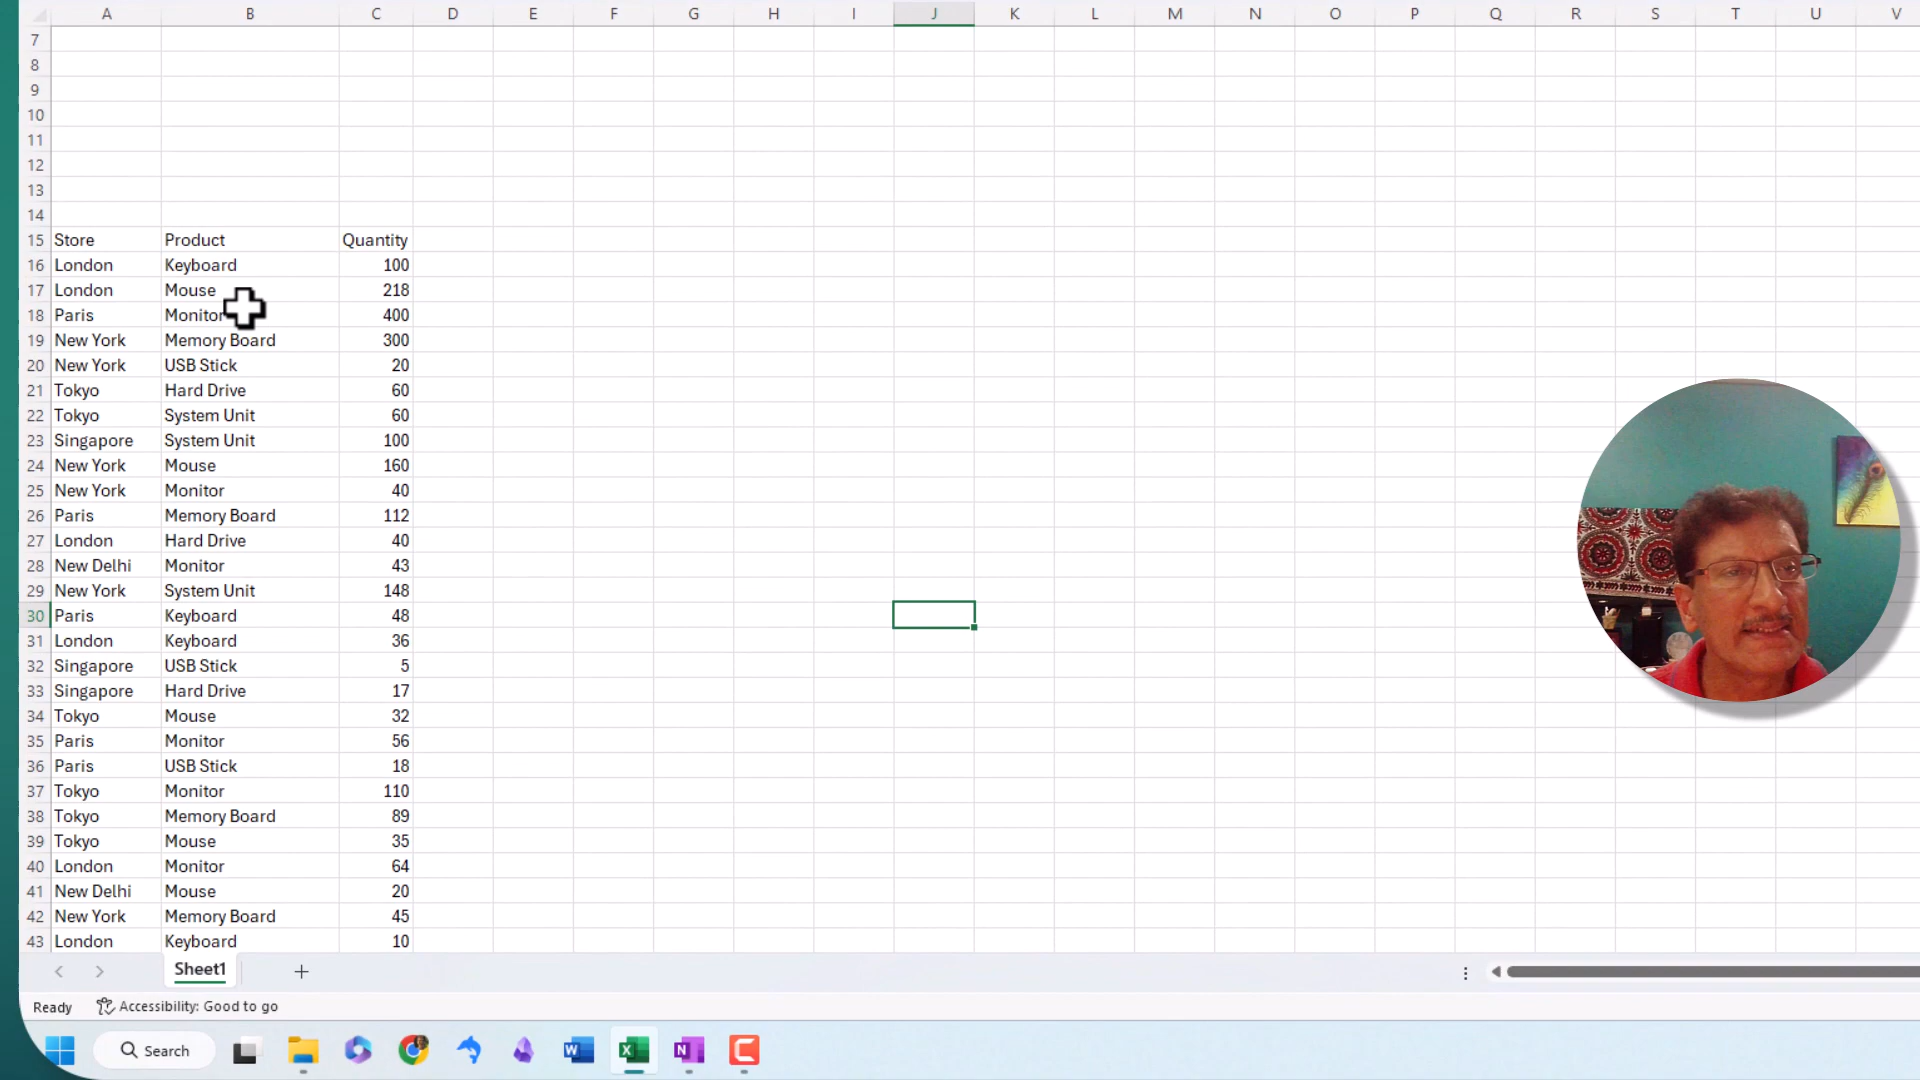 A B C D E F G H I J K L M N O P Q R S T U V
7
8
9
10
11
12
13
14
15 Store Product Quantity
16 London Keyboard 100
17 London Mouse 218
18 Paris Monitor 400
19 New York Memory Board 300
20 New York USB Stick 20
21 Tokyo Hard Drive 60
22 Tokyo System Unit 60
23 Singapore System Unit 100
24 New York Mouse 160
25 New York Monitor 40
26 Paris Memory Board 112
27 London Hard Drive 40
28 New Delhi Monitor 43
29 New York System Unit 148
30 Paris Keyboard 48
31 London Keyboard 36
32 Singapore USB Stick 5
33 Singapore Hard Drive 17
34 Tokyo Mouse 32
35 Paris Monitor 56
36 Paris USB Stick 18
37 Tokyo Monitor 110
38 Tokyo Memory Board 89
39 Tokyo Mouse 35
40 London Monitor 64
41 New Delhi Mouse 20
42 New York Memory Board 45
43 London Keyboard 10
Sheet1
Ready Accessibility: Good to go
Search